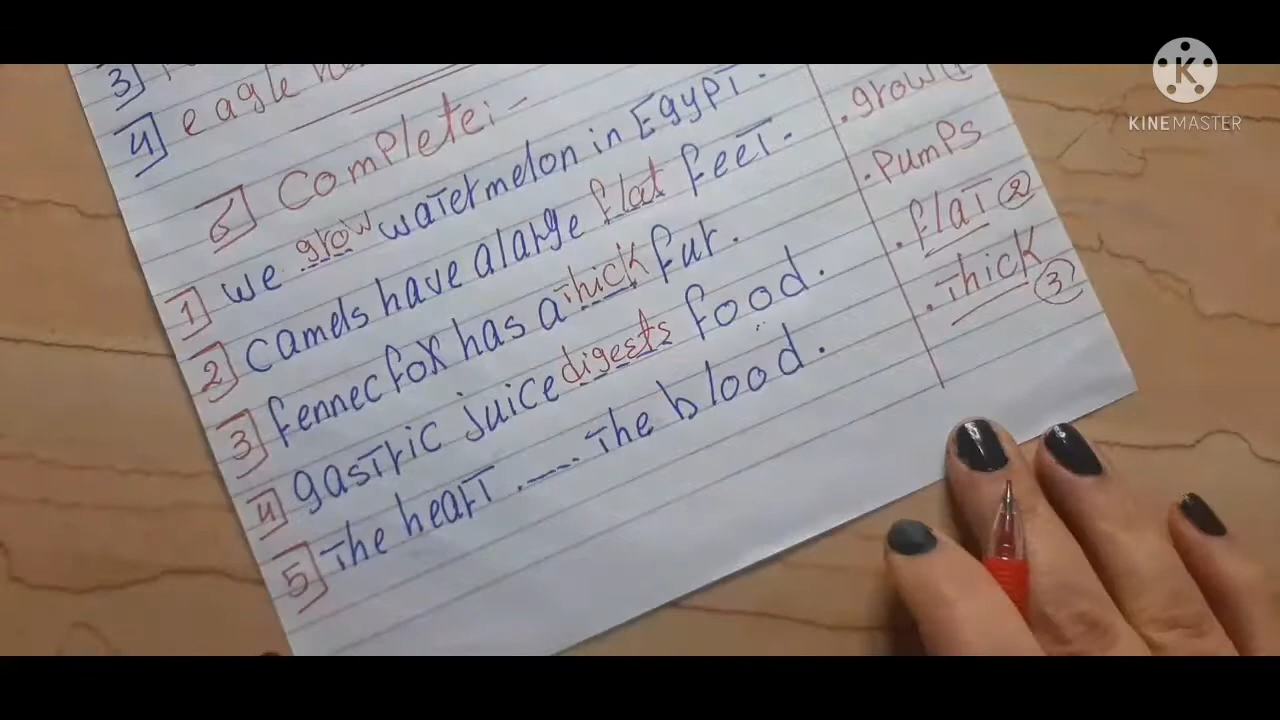 3]
4] eagle
6] Complete:-
1] We grow watermelon in Egypt.
2] Camels have a large flat feet.
3] fennec fox has a thick fur.
4] gastric juice digests food.
5] The heart ..---- The blood.
. grow
. Pumps
. flat 2
. Thick 3
KINEMASTER